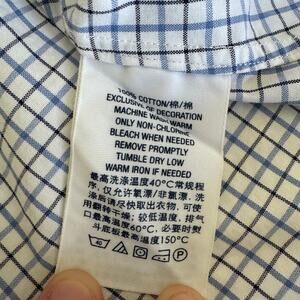 100% COTTON/棉/棉
EXCLUSIVE OF DECORATION
MACHINE WASH WARM
ONLY NON-CHLORINE
BLEACH WHEN NEEDED
REMOVE PROMPTLY
TUMBLE DRY LOW
WARM IRON IF NEEDED
最高洗涤温度40°C常规程
序, 仅允许氧漂/非氯漂, 洗
涤后请尽快取出衣物, 可使
用翻转干燥; 较低温度, 排气
口最高温度60°C, 必要时熨
斗底板最高温度150°C